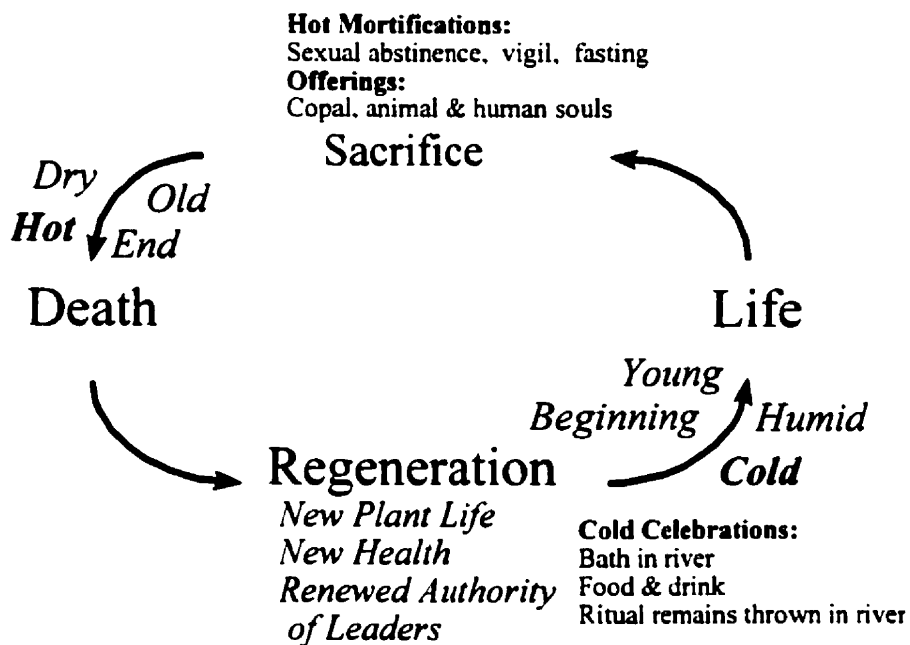 Hot Mortifications:
Sexual abstinence, vigil, fasting
Offerings:
Copal, animal & human souls
Sacrifice
Dry
Old
Hot
End
Death
Life
Young
Beginning
Humid
Cold
Regeneration
New Plant Life
New Health
Renewed Authority
of Leaders
Cold Celebrations:
Bath in river
Food & drink
Ritual remains thrown in river